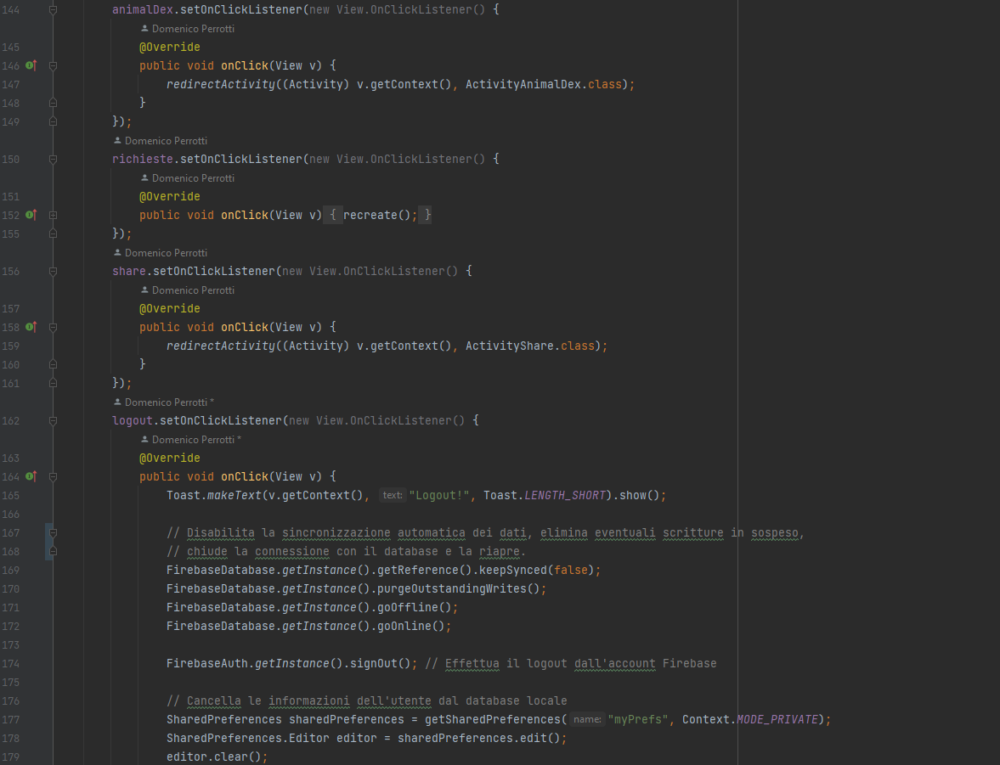 144 animalDex.setOnClickListener(new View.OnClickListener() {
Domenico Perrotti
145 @Override
146 public void onClick(View v) {
147 redirectActivity((Activity) v.getContext(), ActivityAnimalDex.class);
148 }
149 });
Domenico Perrotti
150 richieste.setOnClickListener(new View.OnClickListener() {
Domenico Perrotti
151 @Override
152 public void onClick(View v) { recreate(); }
155 });
Domenico Perrotti
156 share.setOnClickListener(new View.OnClickListener() {
Domenico Perrotti
157 @Override
158 public void onClick(View v) {
159 redirectActivity((Activity) v.getContext(), ActivityShare.class);
160 }
161 });
Domenico Perrotti *
162 logout.setOnClickListener(new View.OnClickListener() {
Domenico Perrotti *
163 @Override
164 public void onClick(View v) {
165 Toast.makeText(v.getContext(), text: "Logout!", Toast.LENGTH_SHORT).show();
166
167 // Disabilita la sincronizzazione automatica dei dati, elimina eventuali scritture in sospeso,
168 // chiude la connessione con il database e la riapre.
169 FirebaseDatabase.getInstance().getReference().keepSynced(false);
170 FirebaseDatabase.getInstance().purgeOutstandingWrites();
171 FirebaseDatabase.getInstance().goOffline();
172 FirebaseDatabase.getInstance().goOnline();
173
174 FirebaseAuth.getInstance().signOut(); // Effettua il logout dall'account Firebase
175
176 // Cancella le informazioni dell'utente dal database locale
177 SharedPreferences sharedPreferences = getSharedPreferences( name: "myPrefs", Context.MODE_PRIVATE);
178 SharedPreferences.Editor editor = sharedPreferences.edit();
179 editor.clear();